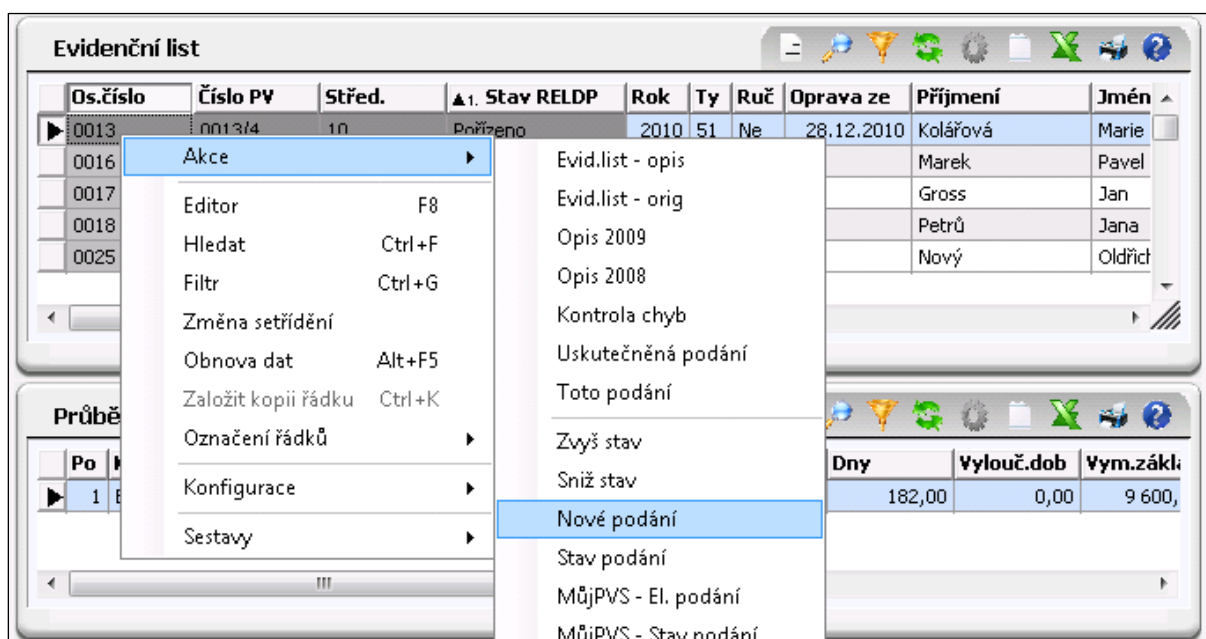 Evidenční list
Os.číslo Číslo PV Střed. ▲1. Stav RELDP Rok Ty Ruč Oprava ze Příjmení Jmén
0013 0013/4 10 Pořízeno 2010 51 Ne 28.12.2010 Kolářová Marie
0016 Marek Pavel
0017 Gross Jan
0018 Petrů Jana
0025 Nový Oldřich
Akce
Editor F8
Hledat Ctrl+F
Filtr Ctrl+G
Změna setřídění
Obnova dat Alt+F5
Založit kopii řádku Ctrl+K
Označení řádků
Konfigurace
Sestavy
Evid.list - opis
Evid.list - orig
Opis 2009
Opis 2008
Kontrola chyb
Uskutečněná podání
Toto podání
Zvyš stav
Sniž stav
Nové podání
Stav podání
MůjPVS - El. podání
MůjPVS - Stav podání
Průbě
Po Dny Vylouč.dob Vym.zákla
1 182,00 0,00 9 600,